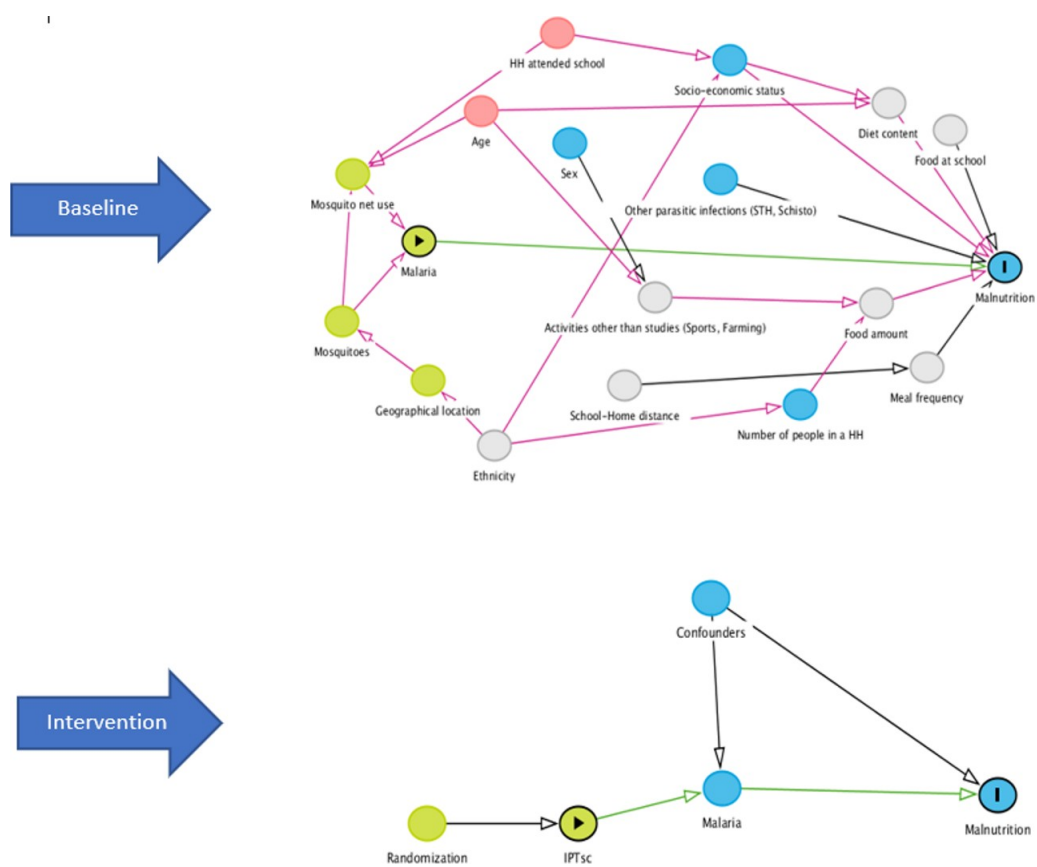 HH attended school
Socio-economic status
Age
Diet content
Sex
Food at school
Baseline
Mosquito net use
Other parasitic infections (STH, Schisto)
Malaria
Malnutrition
Activities other than studies (Sports, Farming)
Food amount
Mosquitoes
Geographical location
School-Home distance
Meal frequency
Number of people in a HH
Ethnicity
Confounders
Intervention
Malaria
Malnutrition
Randomization
IPTsc